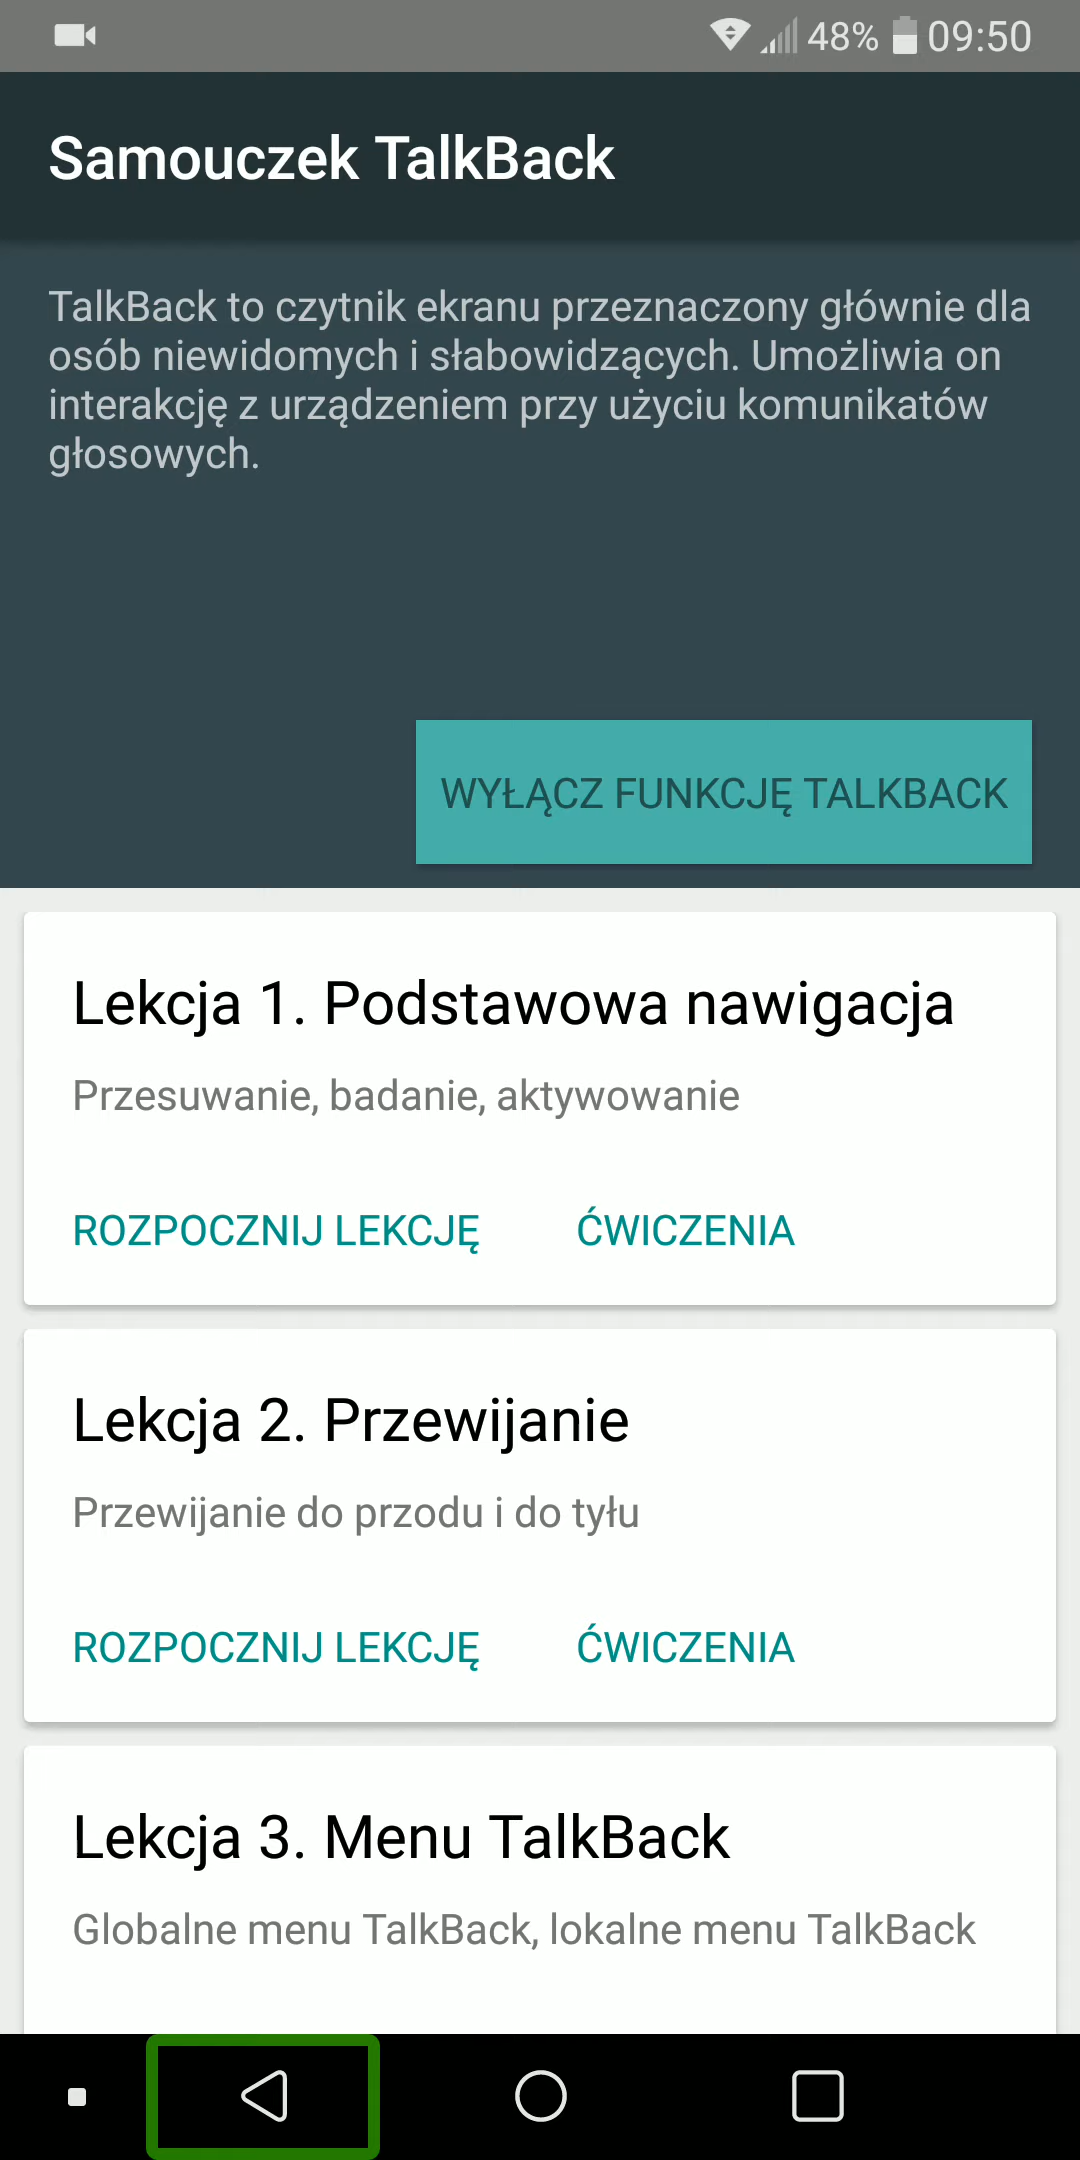 48% 09:50
Samouczek TalkBack
TalkBack to czytnik ekranu przeznaczony głównie dla
osób niewidomych i słabowidzących. Umożliwia on
interakcję z urządzeniem przy użyciu komunikatów
głosowych.
WYŁĄCZ FUNKCJĘ TALKBACK
Lekcja 1. Podstawowa nawigacja
Przesuwanie, badanie, aktywowanie
ROZPOCZNIJ LEKCJĘ ĆWICZENIA
Lekcja 2. Przewijanie
Przewijanie do przodu i do tyłu
ROZPOCZNIJ LEKCJĘ ĆWICZENIA
Lekcja 3. Menu TalkBack
Globalne menu TalkBack, lokalne menu TalkBack